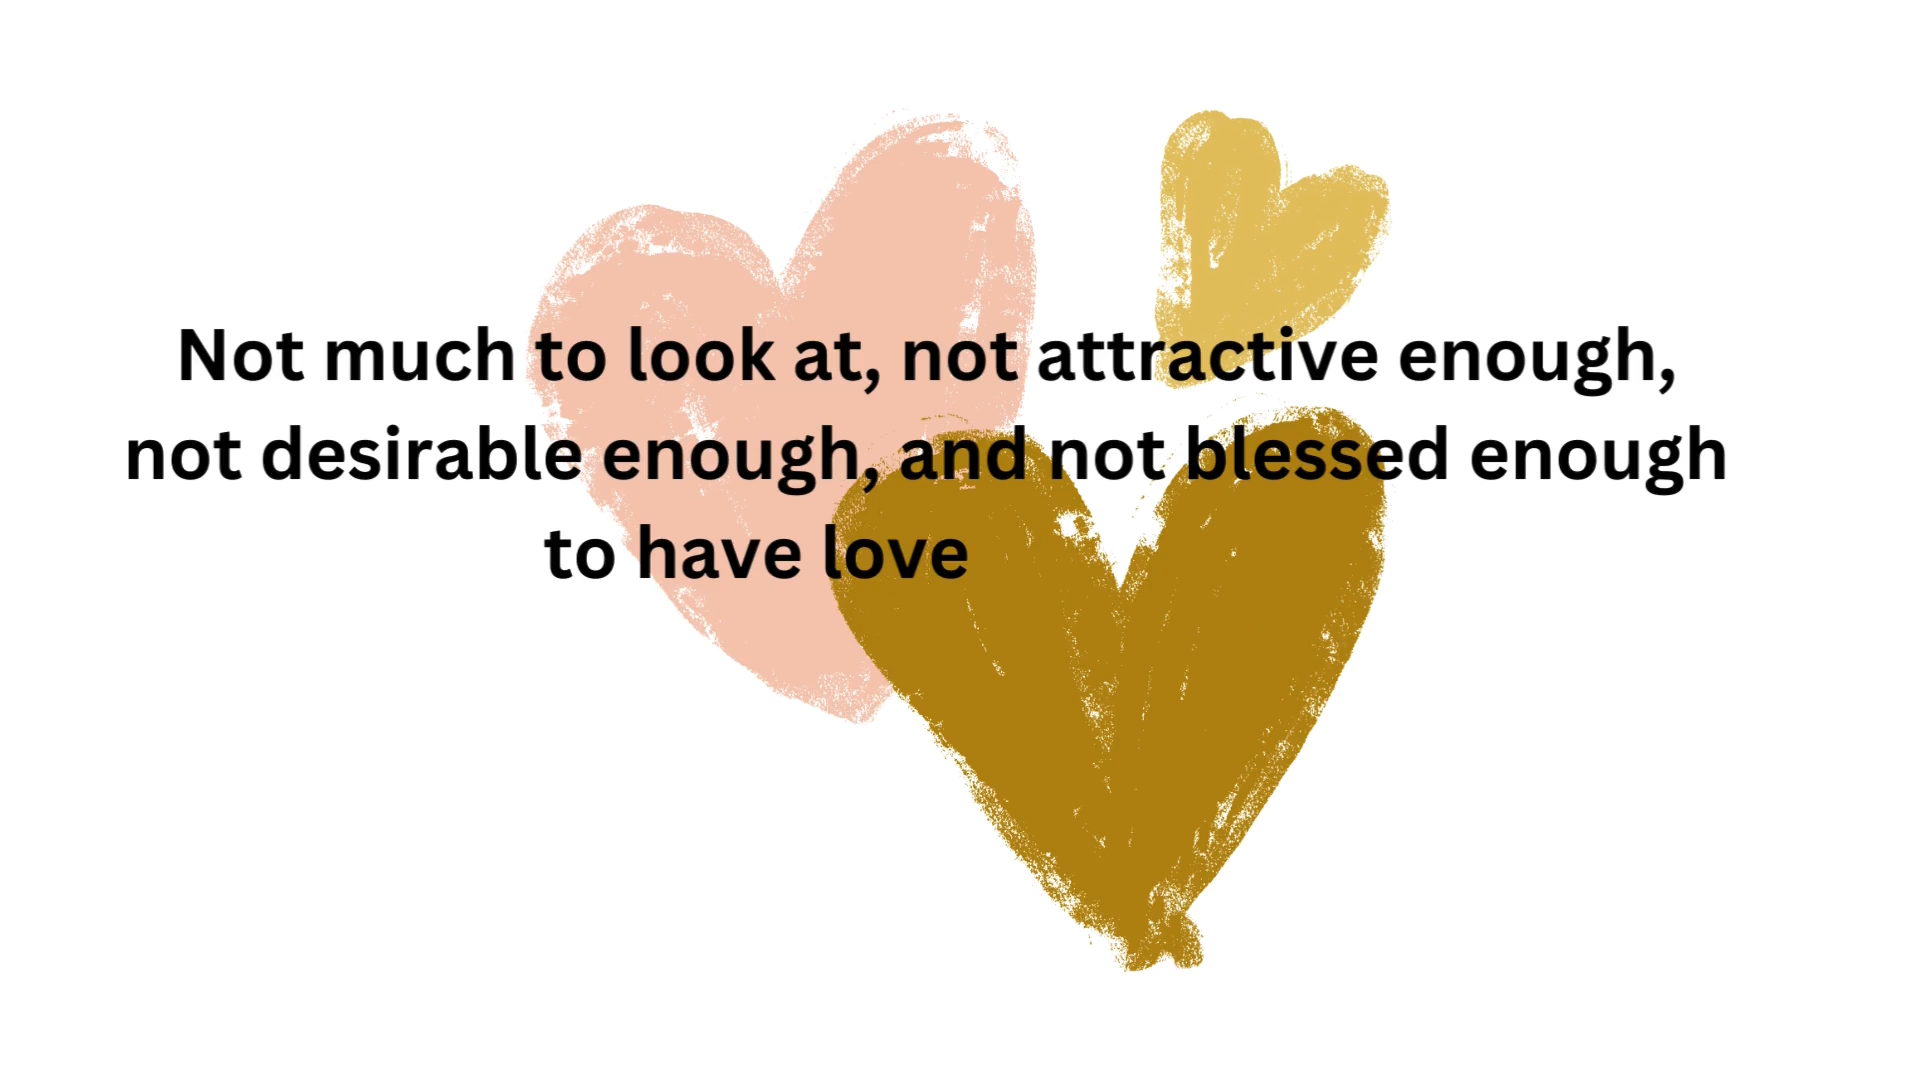 Not much to look at, not attractive enough,
not desirable enough, and not blessed enough
to have love